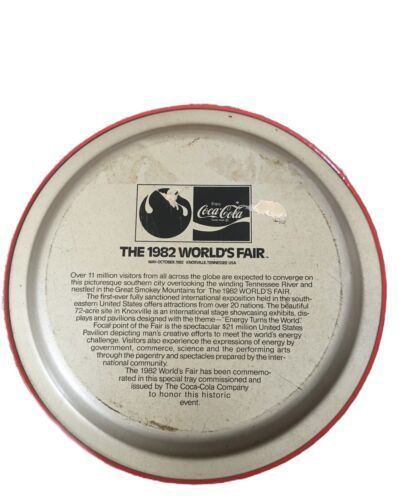 Enjoy
Coca-Cola
THE 1982 WORLD'S FAIR
MAY-OCTOBER 1982 KNOXVILLE, TENNESSEE USA
Over 11 million visitors from all across the globe are expected to converge on
this picturesque southern city overlooking the winding Tennessee River and
nestled in the Great Smokey Mountains for The 1982 WORLD'S FAIR.
The first-ever fully sanctioned international exposition held in the south-
eastern United States offers attractions from over 20 nations. The beautiful
72-acre site in Knoxville is an international stage showcasing exhibits, dis-
plays and pavilions designed with the theme—"Energy Turns the World."
Focal point of the Fair is the spectacular $21 million United States
Pavilion depicting man's creative efforts to meet the world's energy
challenge. Visitors also experience the expressions of energy by
government, commerce, science and the performing arts
through the pagentry and spectacles prepared by the inter-
national community.
The 1982 World's Fair has been commemo-
rated in this special tray commissioned and
issued by The Coca-Cola Company
to honor this historic
event.